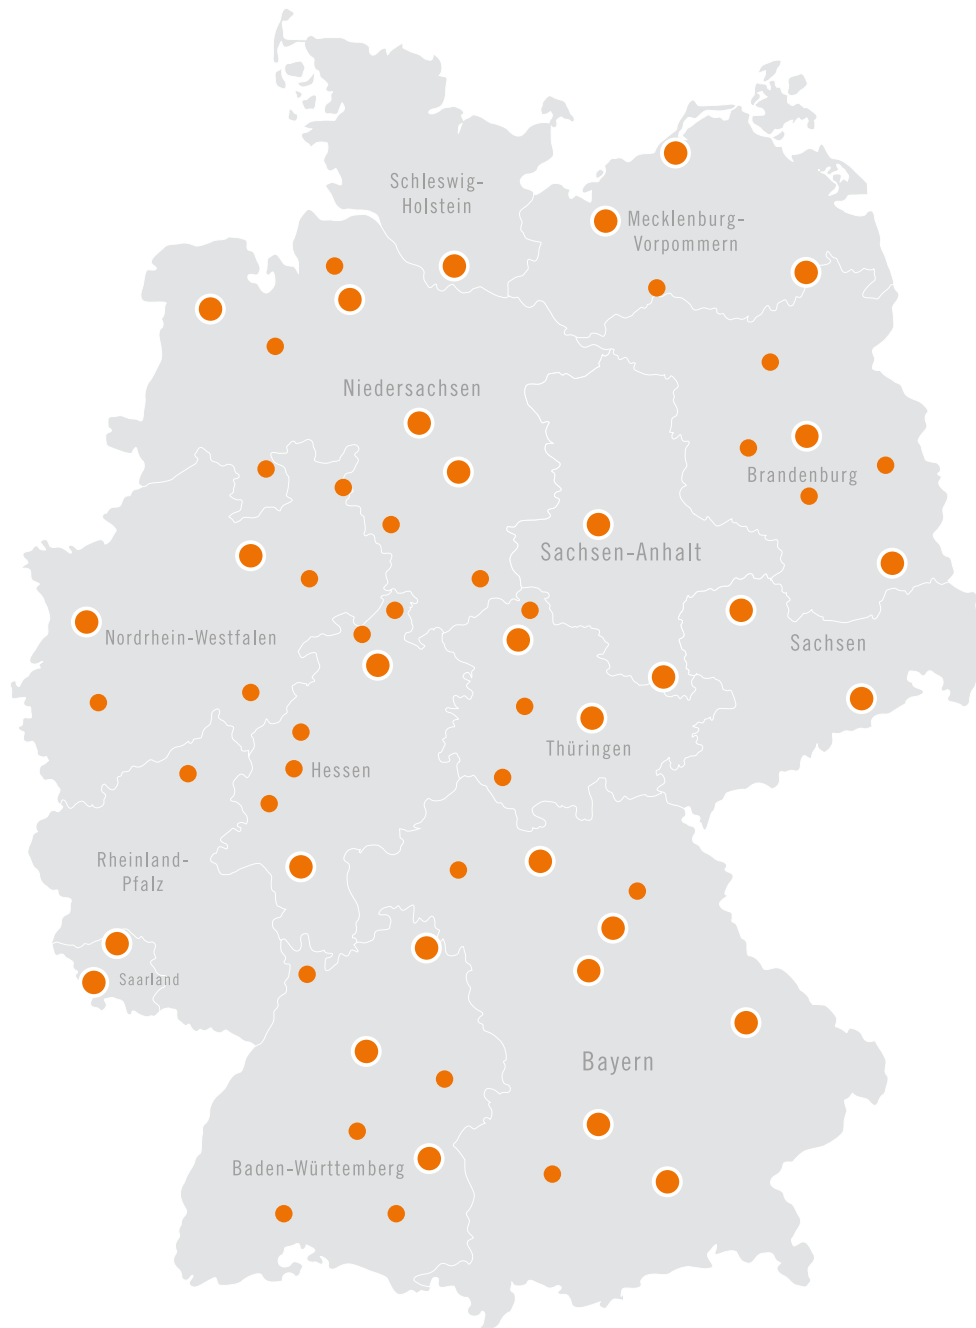 Schleswig-
Holstein
Mecklenburg-
Vorpommern
Niedersachsen
Brandenburg
Sachsen-Anhalt
Nordrhein-Westfalen
Sachsen
Thüringen
Hessen
Rheinland-
Pfalz
Saarland
Bayern
Baden-Württemberg